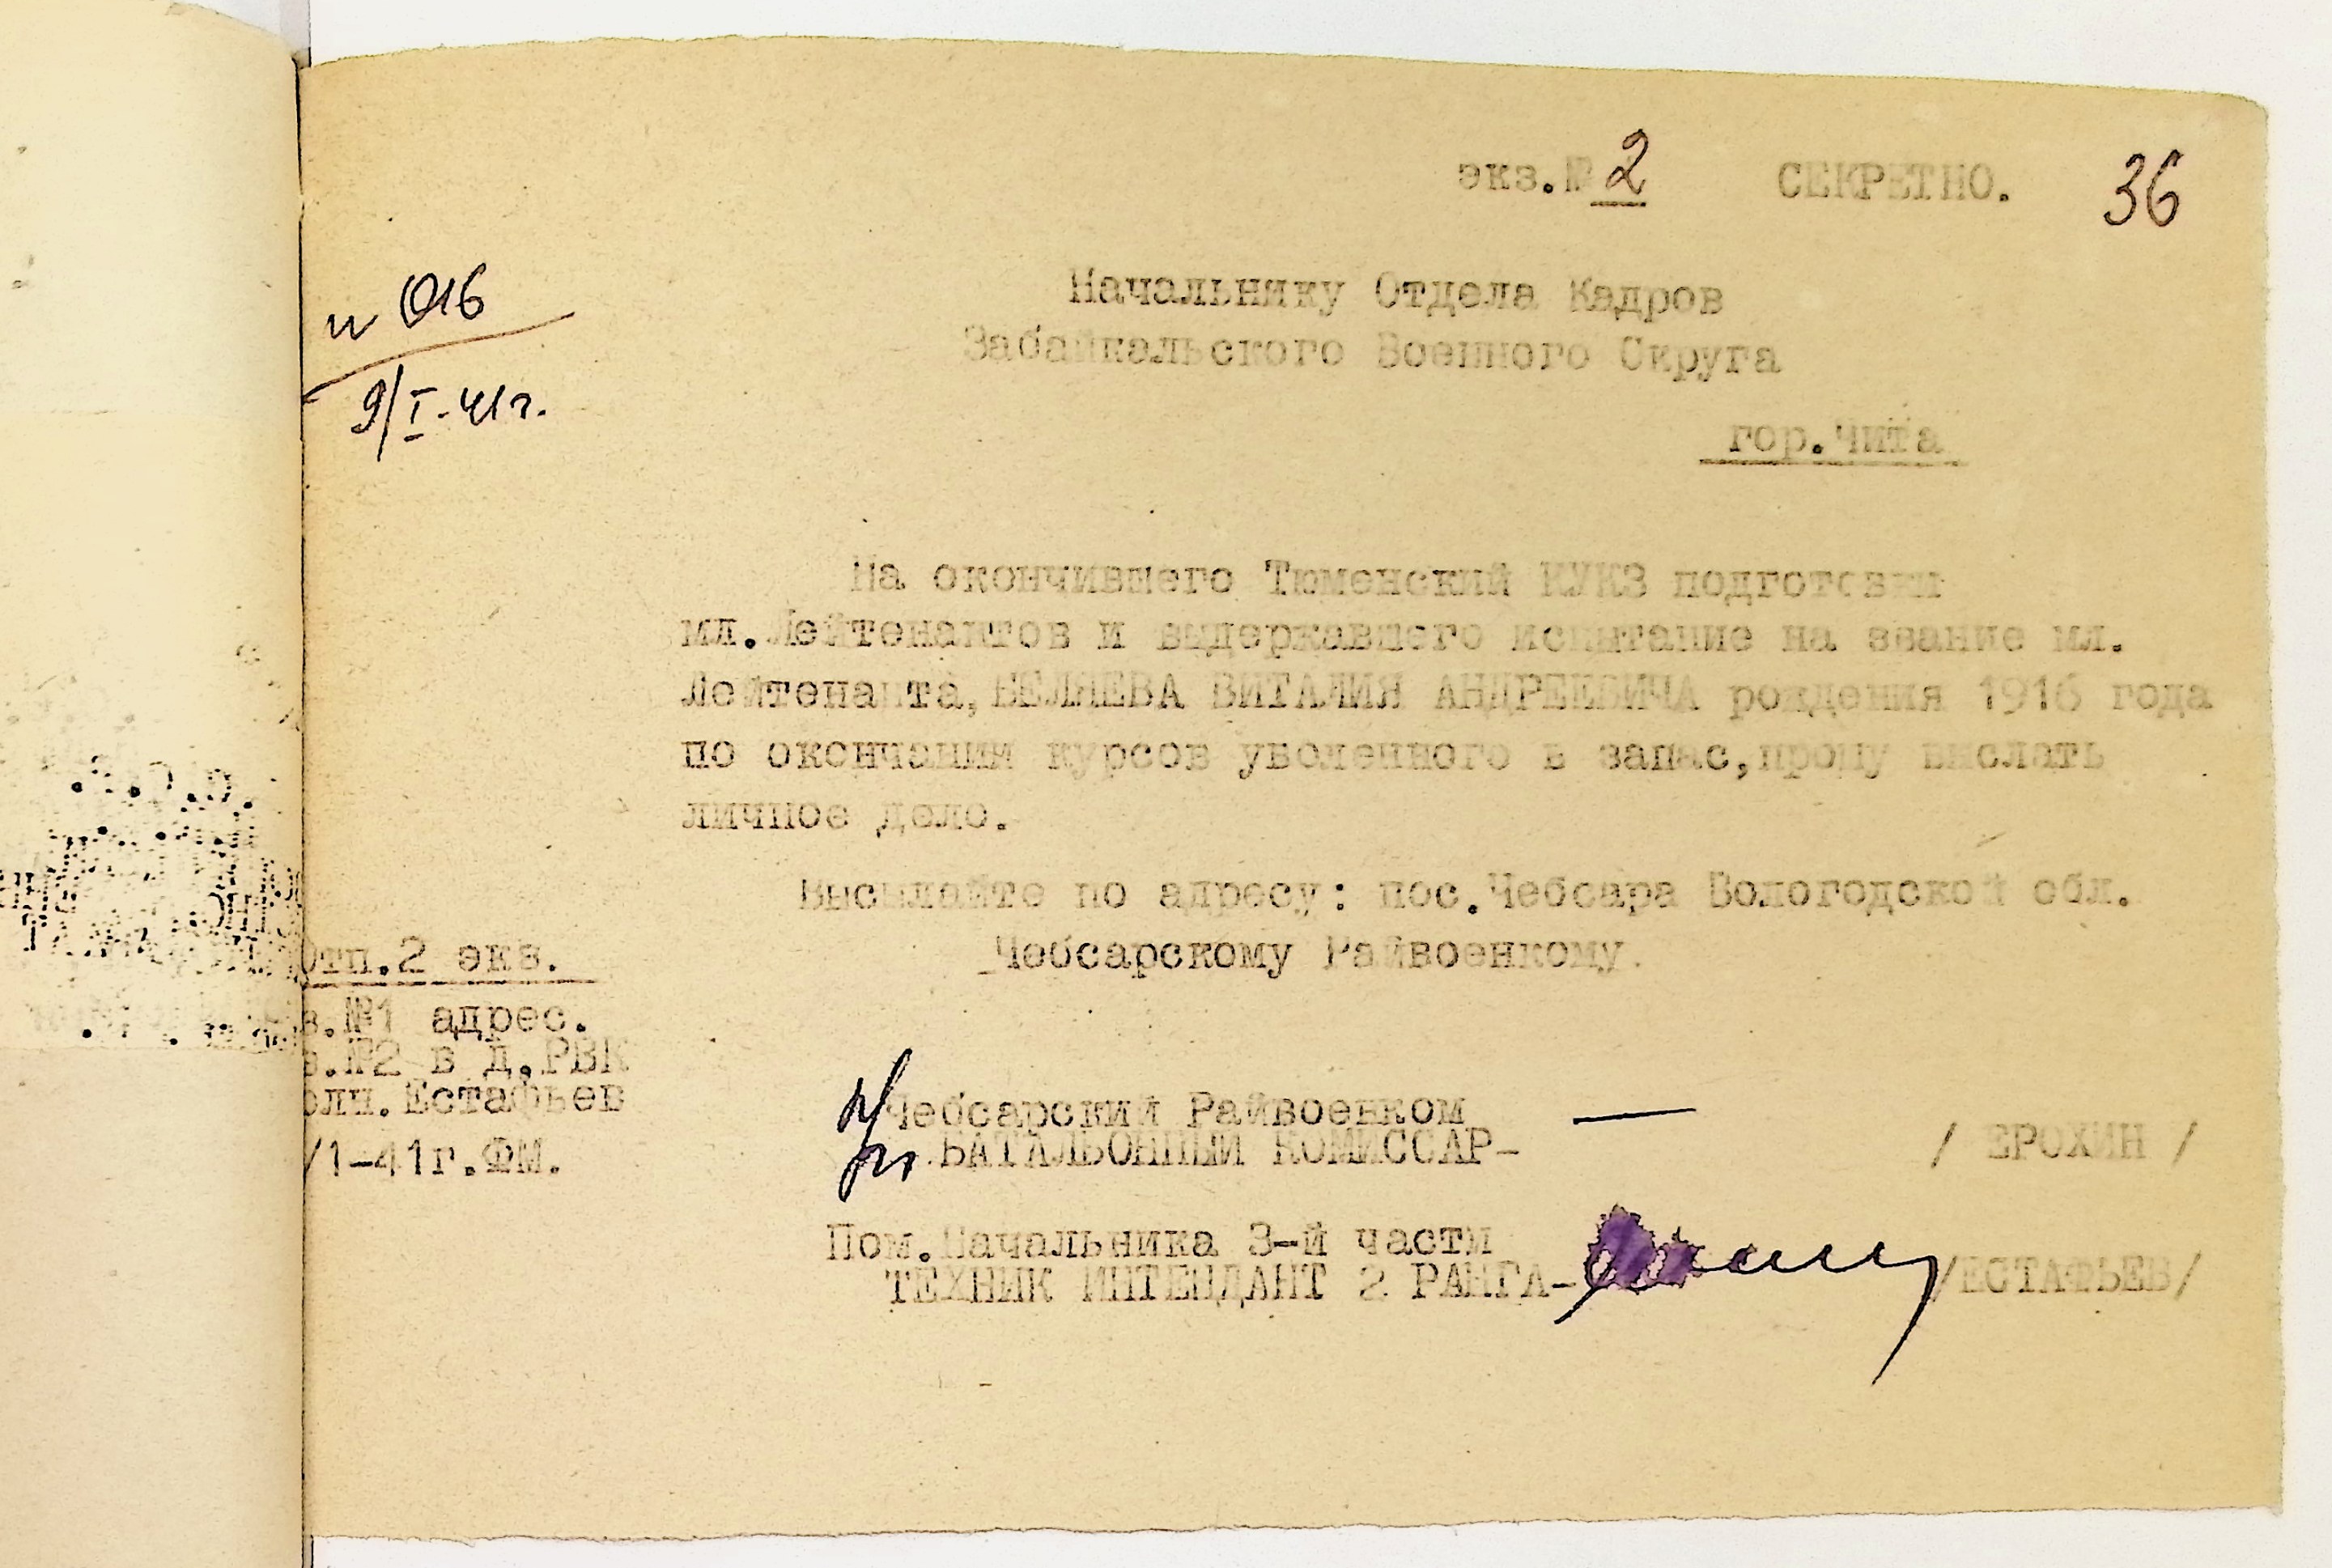 экз.№ 2 СЕКРЕТНО. 36
Начальнику Отдела Кадров
Забайкальского Военного Округа
гор.Чита
№ 016
9/I-41г.
На окончившего Тюменский КУКЗ подготовки
мл.Лейтенантов и выдержавшего испытание на звание мл.
Лейтенанта, БЕЛЯЕВА ВИТАЛИЯ АНДРЕЕВИЧА рождения 1916 года
по окончании курсов уволенного в запас,прошу выслать
личное дело.
Высылайте по адресу: пос.Чебсара Вологодской обл.
Чебсарскому Райвоенкому.
Отп.2 экз.
з.№1 адрес.
з.№2 в д.РВК
олн.Естафьев
/1-41г.ФМ.
Чебсарский Райвоенком —
БАТАЛЬОННЫЙ КОМИССАР- / ЕРОХИН /
Пом.Начальника 3-й части
ТЕХНИК ИНТЕНДАНТ 2 РАНГА- /ЕСТАФЬЕВ/